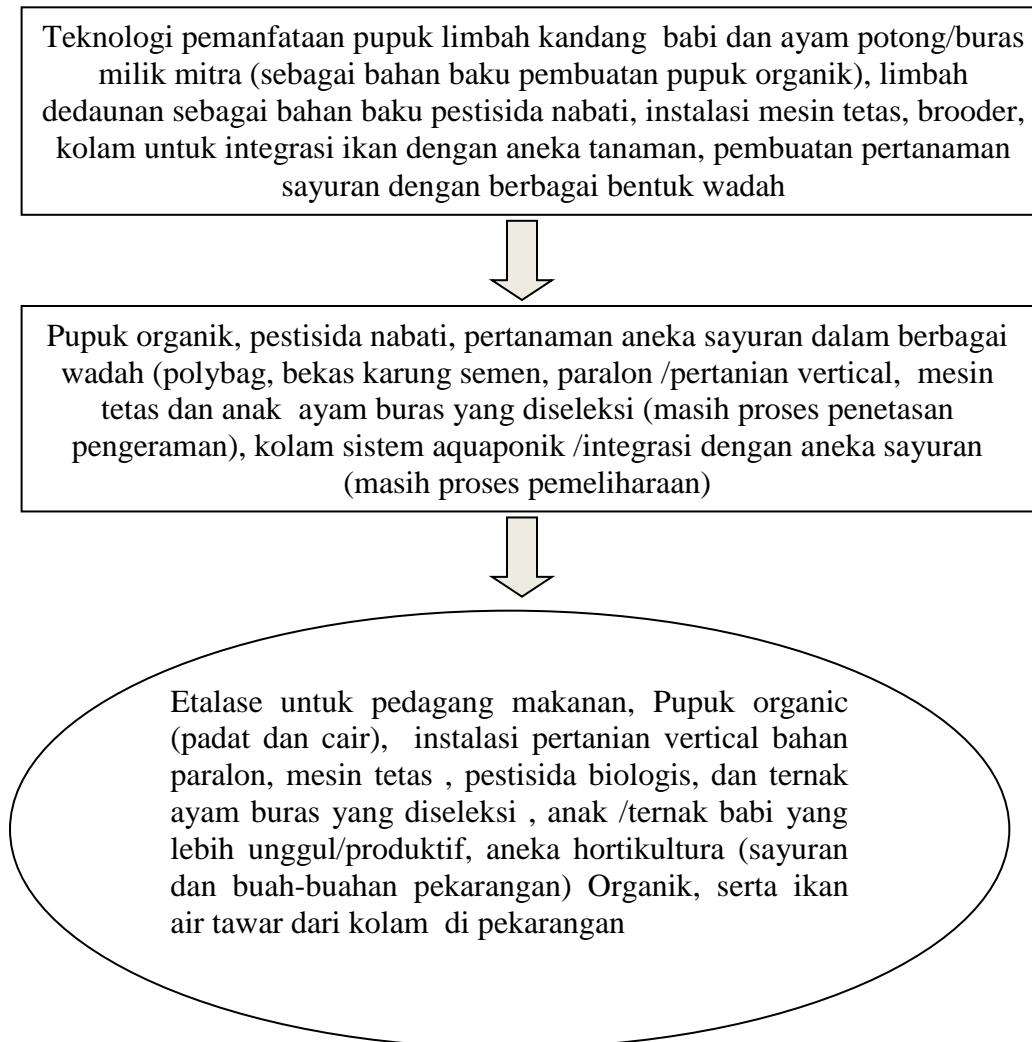 Teknologi pemanfataan pupuk limbah kandang babi dan ayam potong/buras
milik mitra (sebagai bahan baku pembuatan pupuk organik), limbah
dedaunan sebagai bahan baku pestisida nabati, instalasi mesin tetas, brooder,
kolam untuk integrasi ikan dengan aneka tanaman, pembuatan pertanaman
sayuran dengan berbagai bentuk wadah
Pupuk organik, pestisida nabati, pertanaman aneka sayuran dalam berbagai
wadah (polybag, bekas karung semen, paralon /pertanian vertical, mesin
tetas dan anak ayam buras yang diseleksi (masih proses penetasan
pengeraman), kolam sistem aquaponik /integrasi dengan aneka sayuran
(masih proses pemeliharaan)
Etalase untuk pedagang makanan, Pupuk organic
(padat dan cair), instalasi pertanian vertical bahan
paralon, mesin tetas , pestisida biologis, dan ternak
ayam buras yang diseleksi , anak /ternak babi yang
lebih unggul/produktif, aneka hortikultura (sayuran
dan buah-buahan pekarangan) Organik, serta ikan
air tawar dari kolam di pekarangan